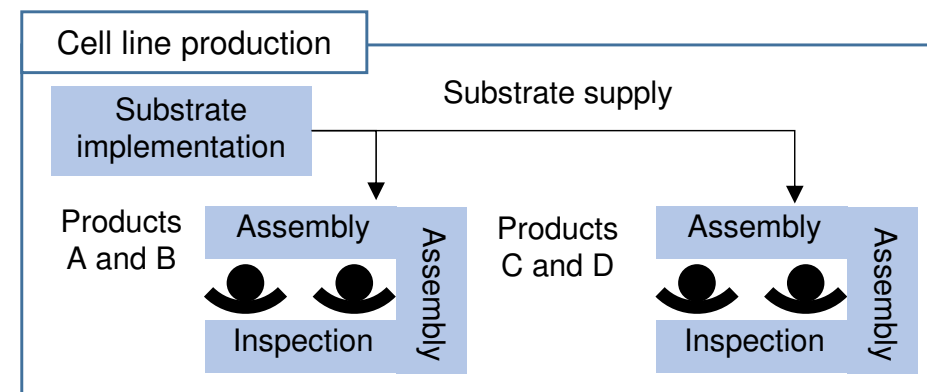 Cell line production
Substrate supply
Substrate
implementation
Products
A and B
Assembly
Assembly
Inspection
Products
C and D
Assembly
Assembly
Inspection